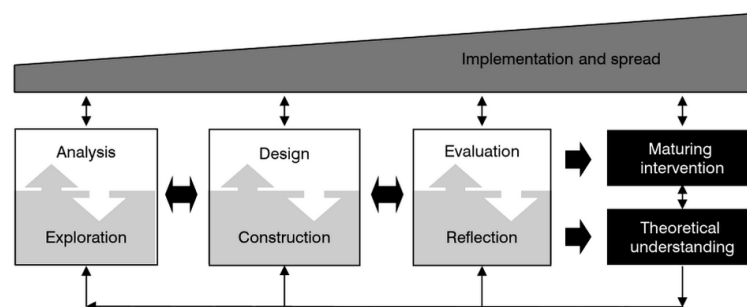 Implementation and spread
Analysis
Exploration
Design
Construction
Evaluation
Reflection
Maturing
intervention
Theoretical
understanding